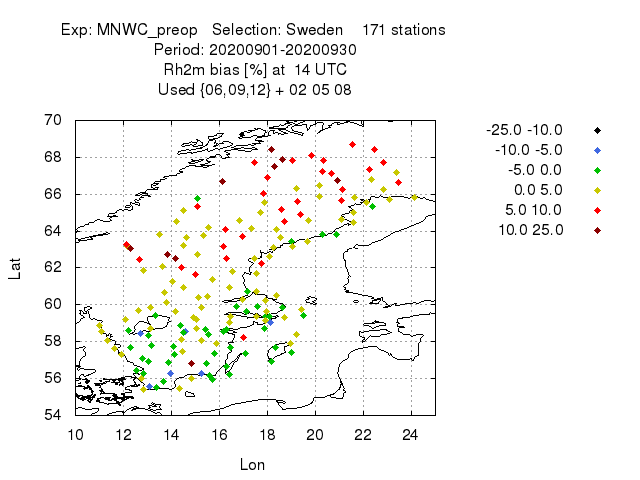 Exp: MNWC_preop Selection: Sweden 171 stations
Period: 20200901-20200930
Rh2m bias [%] at 14 UTC
Used {06,09,12} + 02 05 08
70
68
66
64
62
60
58
56
54
Lat
10 12 14 16 18 20 22 24
Lon
-25.0 -10.0
-10.0 -5.0
-5.0 0.0
0.0 5.0
5.0 10.0
10.0 25.0